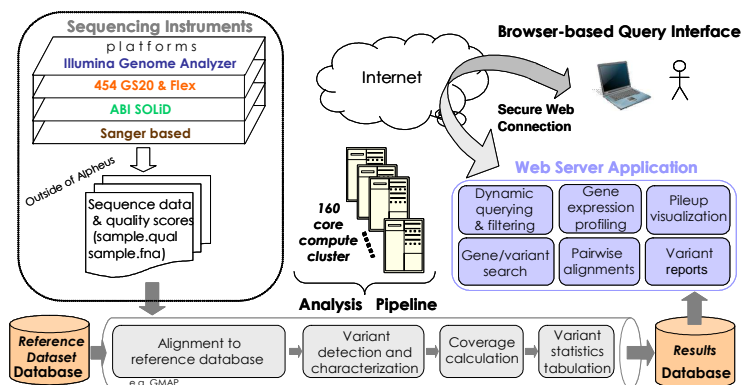 Sequencing Instruments
platforms
Illumina Genome Analyzer
454 GS20 & Flex
ABI SOLiD
Sanger based
Outside of Alpheus
Sequence data
& quality scores
(sample.qual
sample.fna)
Internet
Browser-based Query Interface
Secure Web
Connection
160
core
compute
cluster
Web Server Application
Dynamic
querying
& filtering
Gene
expression
profiling
Pileup
visualization
Gene/variant
search
Pairwise
alignments
Variant
reports
Analysis Pipeline
Reference
Dataset
Database
Alignment to
reference database
e.g. GMAP
Variant
detection and
characterization
Coverage
calculation
Variant
statistics
tabulation
Results
Database